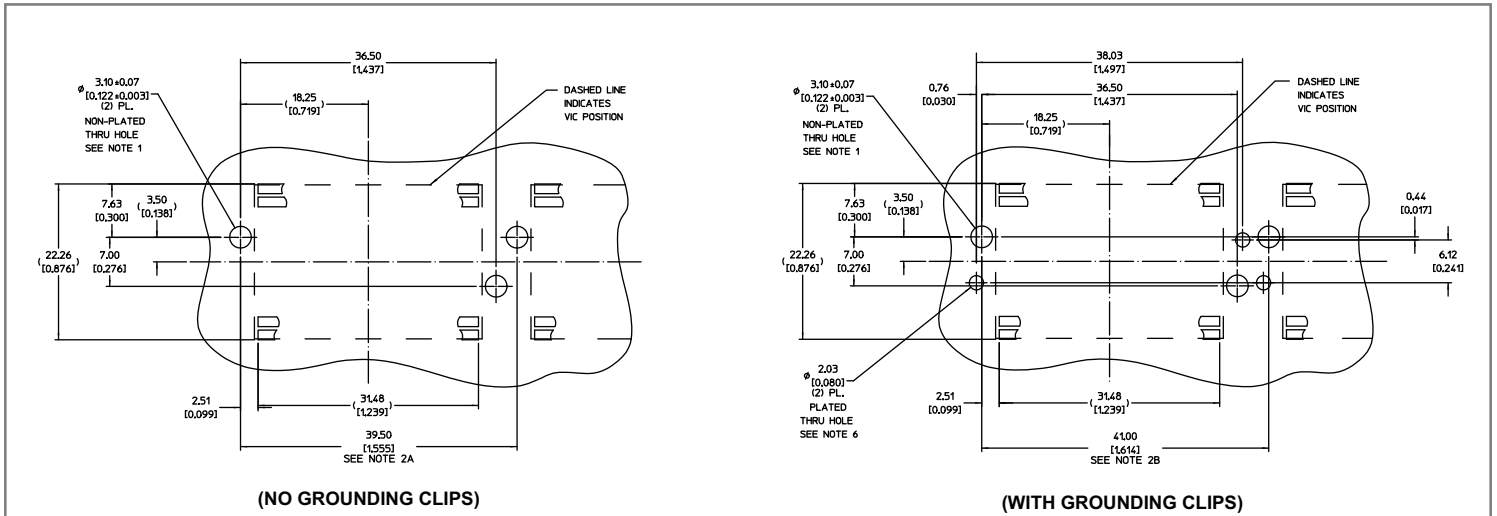 36.50
[1.437]
3.10±0.07
ø [0.122±0.003]
(2) PL.
NON-PLATED
THRU HOLE
SEE NOTE 1
(18.25)
[0.719]
DASHED LINE
INDICATES
VIC POSITION
7.63
[0.300]
(3.50)
[0.138]
(22.26)
[0.876]
7.00
[0.276]
2.51
[0.099]
(31.48)
[1.239]
39.50
[1.555]
SEE NOTE 2A
(NO GROUNDING CLIPS)
38.03
[1.497]
3.10±0.07
ø [0.122±0.003]
(2) PL.
NON-PLATED
THRU HOLE
SEE NOTE 1
0.76
[0.030]
36.50
[1.437]
(18.25)
[0.719]
DASHED LINE
INDICATES
VIC POSITION
7.63
[0.300]
(3.50)
[0.138]
0.44
[0.017]
(22.26)
[0.876]
7.00
[0.276]
6.12
[0.241]
ø 2.03
[0.080]
(2) PL.
PLATED
THRU HOLE
SEE NOTE 6
2.51
[0.099]
(31.48)
[1.239]
41.00
[1.614]
SEE NOTE 2B
(WITH GROUNDING CLIPS)